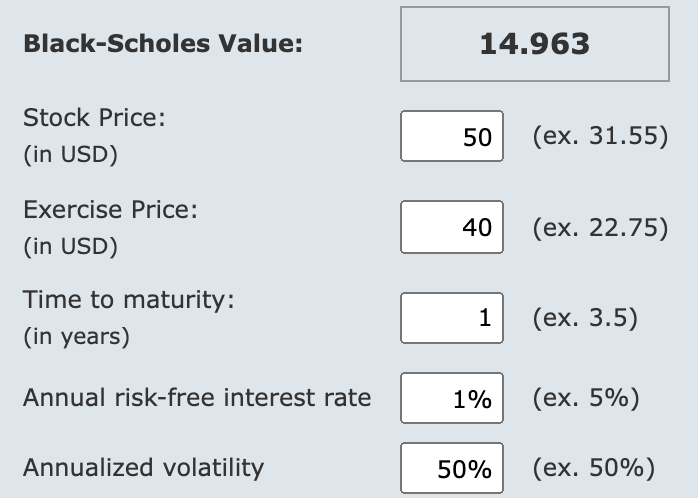 Black-Scholes Value: 14.963
Stock Price:
(in USD) 50 (ex. 31.55)
Exercise Price:
(in USD) 40 (ex. 22.75)
Time to maturity:
(in years) 1 (ex. 3.5)
Annual risk-free interest rate 1% (ex. 5%)
Annualized volatility 50% (ex. 50%)